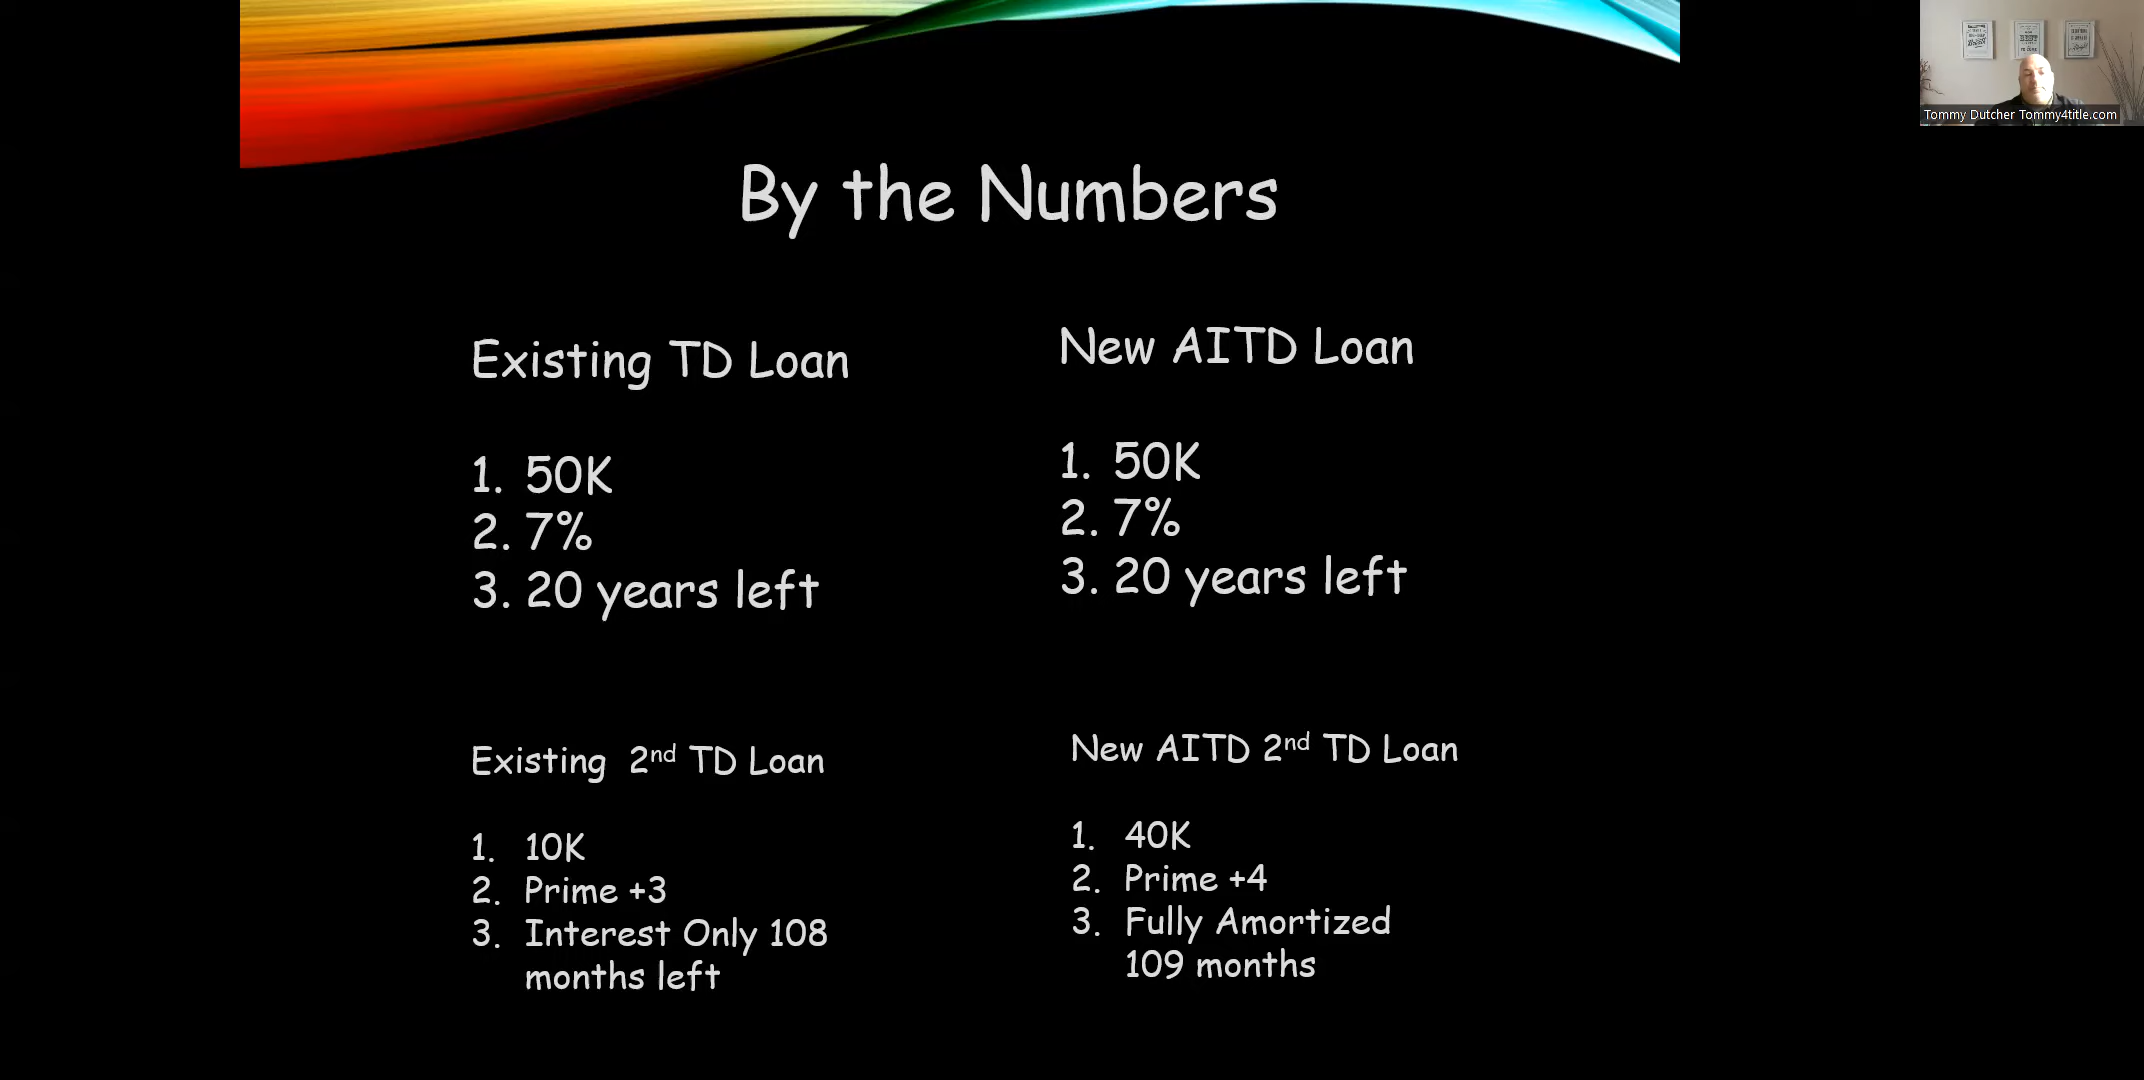 Tommy Dutcher Tommy4title.com
By the Numbers
Existing TD Loan
1. 50K
2. 7%
3. 20 years left
New AITD Loan
1. 50K
2. 7%
3. 20 years left
Existing 2nd TD Loan
1. 10K
2. Prime +3
3. Interest Only 108
months left
New AITD 2nd TD Loan
1. 40K
2. Prime +4
3. Fully Amortized
109 months